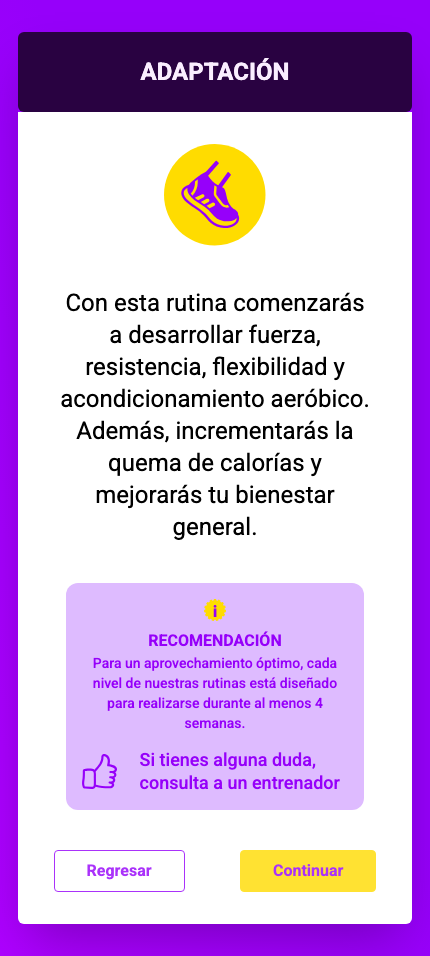 ADAPTACIÓN
Con esta rutina comenzarás
a desarrollar fuerza,
resistencia, flexibilidad y
acondicionamiento aeróbico.
Además, incrementarás la
quema de calorías y
mejorarás tu bienestar
general.
i
RECOMENDACIÓN
Para un aprovechamiento óptimo, cada
nivel de nuestras rutinas está diseñado
para realizarse durante al menos 4
semanas.
Si tienes alguna duda,
consulta a un entrenador
Regresar
Continuar